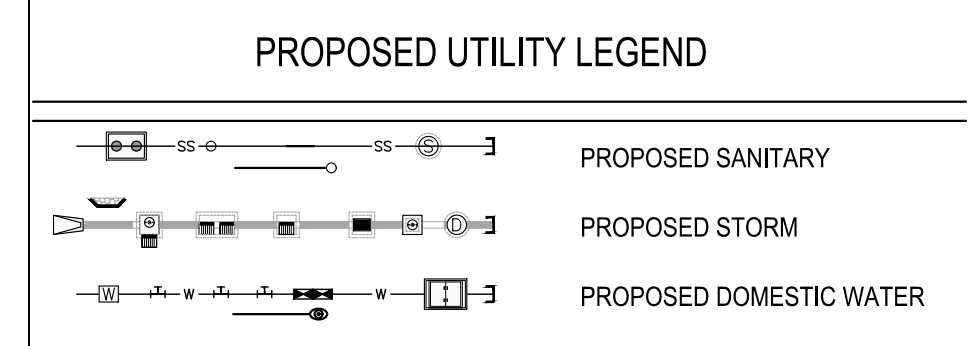 PROPOSED UTILITY LEGEND
SS SS S PROPOSED SANITARY
D PROPOSED STORM
W W W PROPOSED DOMESTIC WATER